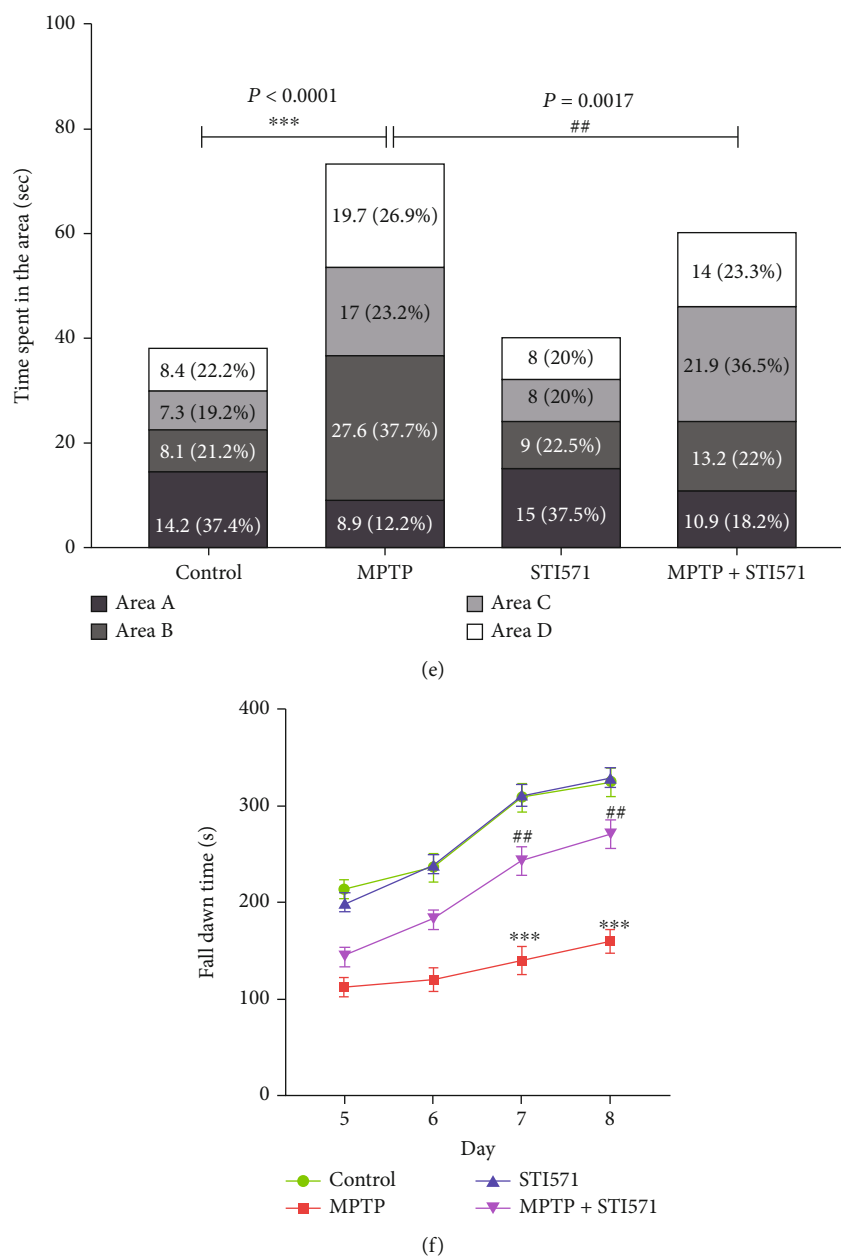 100
80
60
40
20
0
Time spent in the area (sec)
P < 0.0001
***
P = 0.0017
##
8.4 (22.2%)
7.3 (19.2%)
8.1 (21.2%)
14.2 (37.4%)
19.7 (26.9%)
17 (23.2%)
27.6 (37.7%)
8.9 (12.2%)
8 (20%)
8 (20%)
9 (22.5%)
15 (37.5%)
14 (23.3%)
21.9 (36.5%)
13.2 (22%)
10.9 (18.2%)
Control MPTP STI571 MPTP + STI571
Area A Area C
Area B Area D
(e)
400
300
200
100
0
Fall dawn time (s)
## ##
*** ***
5 6 7 8
Day
Control STI571
MPTP MPTP + STI571
(f)